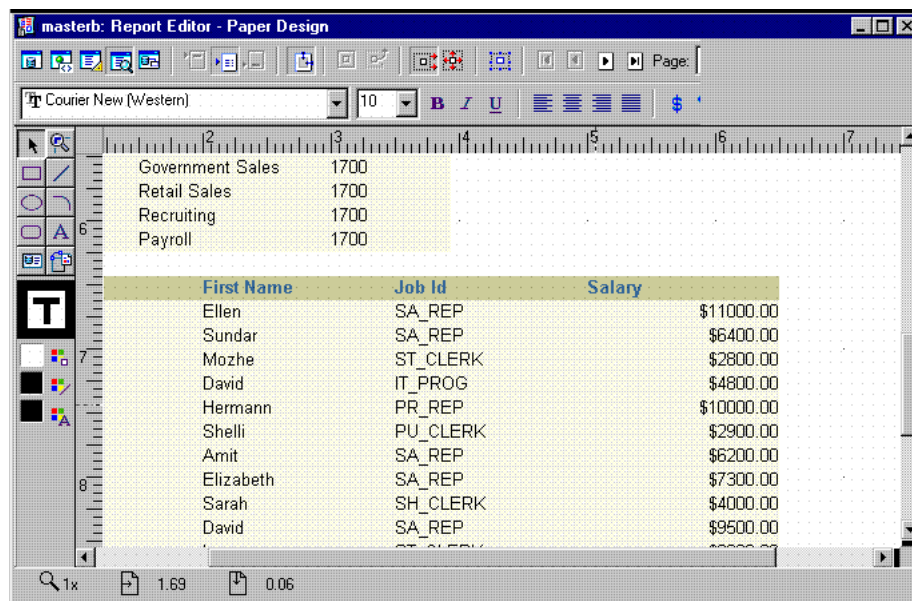 masterb: Report Editor - Paper Design
Page:
Courier New (Western) 10 B I U $
2 3 4 5 6 7
Government Sales 1700
Retail Sales 1700
Recruiting 1700
6
Payroll 1700
First Name Job Id Salary
Ellen SA_REP $11000.00
Sundar SA_REP $6400.00
7 Mozhe ST_CLERK $2800.00
David IT_PROG $4800.00
Hermann PR_REP $10000.00
Shelli PU_CLERK $2900.00
Amit SA_REP $6200.00
8 Elizabeth SA_REP $7300.00
Sarah SH_CLERK $4000.00
David SA_REP $9500.00
1x 1.69 0.06